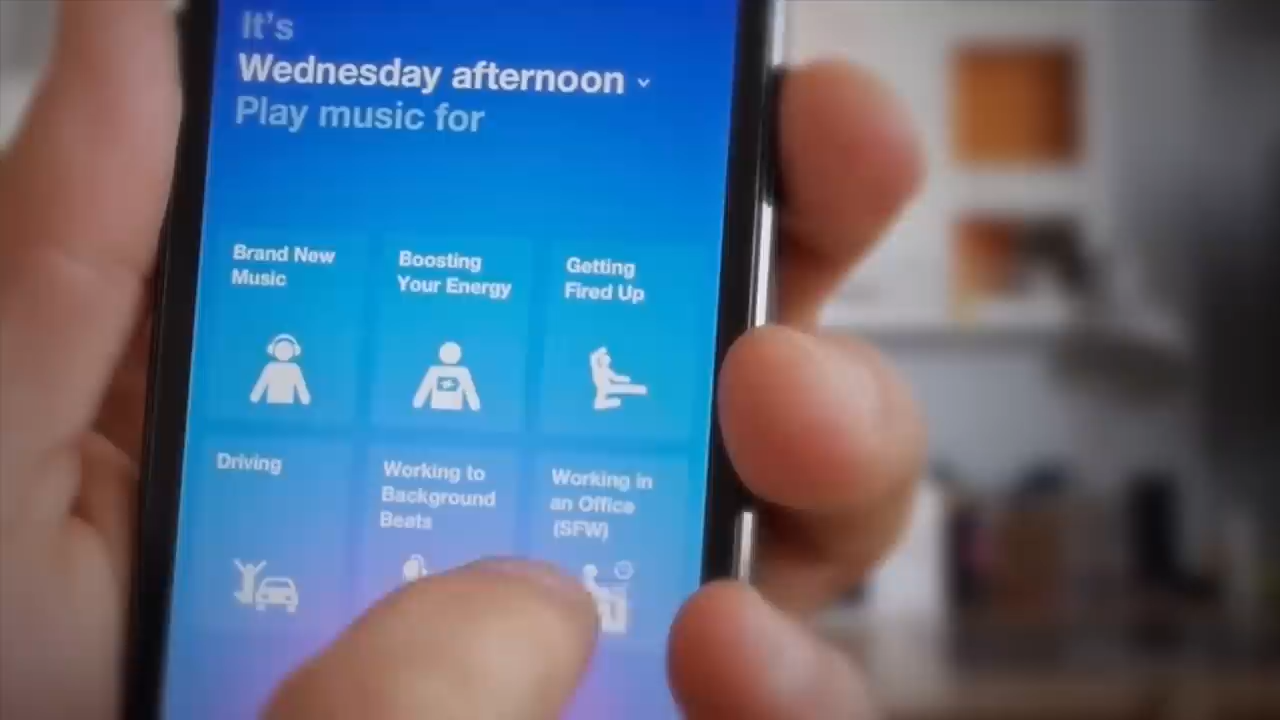 It's
Wednesday afternoon
Play music for
Brand New
Music
Boosting
Your Energy
Getting
Fired Up
Driving
Working to
Background
Beats
Working in
an Office
(SFW)